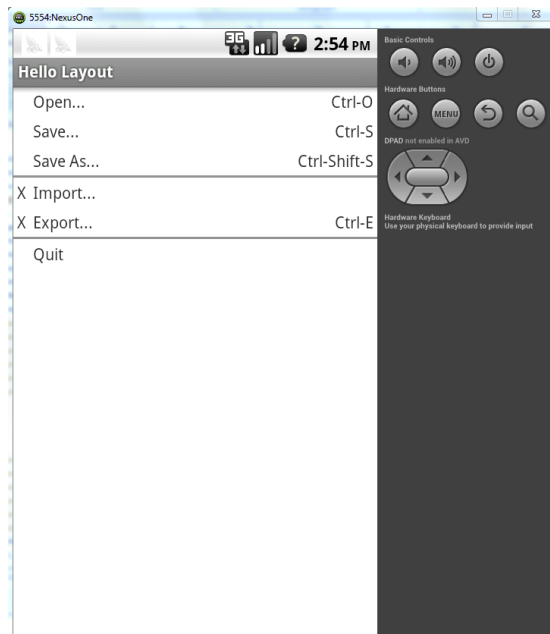 5554:NexusOne
3G ? 2:54 PM
Hello Layout
Open... Ctrl-O
Save... Ctrl-S
Save As... Ctrl-Shift-S
X Import...
X Export... Ctrl-E
Quit
Basic Controls
Hardware Buttons
MENU
DPAD not enabled in AVD
Hardware Keyboard
Use your physical keyboard to provide input